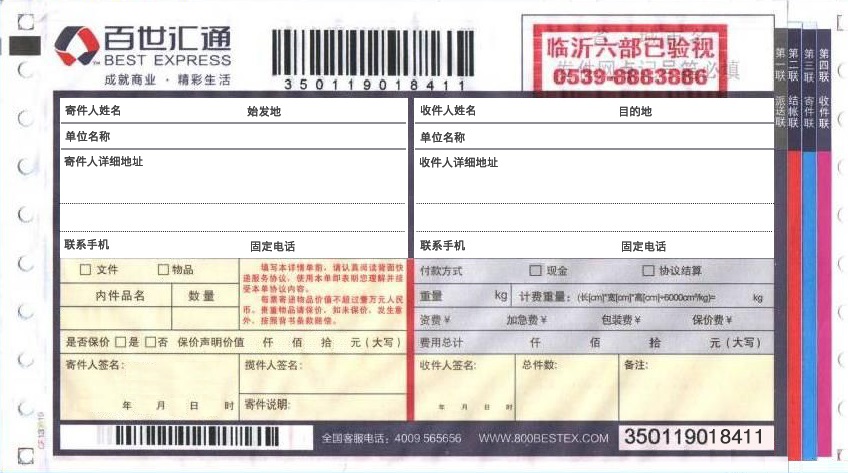 百世汇通
BEST EXPRESS
成就商业 · 精彩生活
350119018411
临沂六部已验视
0539-8863886
第一联 派送联
第二联 结帐联
第三联 寄件联
第四联 收件联
寄件人姓名 始发地
单位名称
寄件人详细地址
联系手机 固定电话
收件人姓名 目的地
单位名称
收件人详细地址
联系手机 固定电话
□ 文件 □ 物品
内件品名 数量
填写本详情单前,请认真阅读背面快
递服务协议,使用本单即表明您理解并接
受本单协议内容。
每票寄递物品价值不超过壹万元人民
币。贵重物品请保价,如未保价,发生意
外,按照背书条款赔偿。
是否保价 □ 是 □ 否 保价声明价值 仟 佰 拾 元(大写)
寄件人签名:
年 月 日 时
揽件人签名:
寄件说明:
付款方式 □ 现金 □ 协议结算
重量 kg 计费重量:(长[cm]*宽[cm]*高[cm]÷6000cm³/kg)= kg
资费¥ 加急费¥ 包装费¥ 保价费¥
费用总计 仟 佰 拾 元(大写)
收件人签名:
年 月 日 时
总件数:
备注:
全国客服电话:4009 565656 WWW.800BESTEX.COM
350119018411